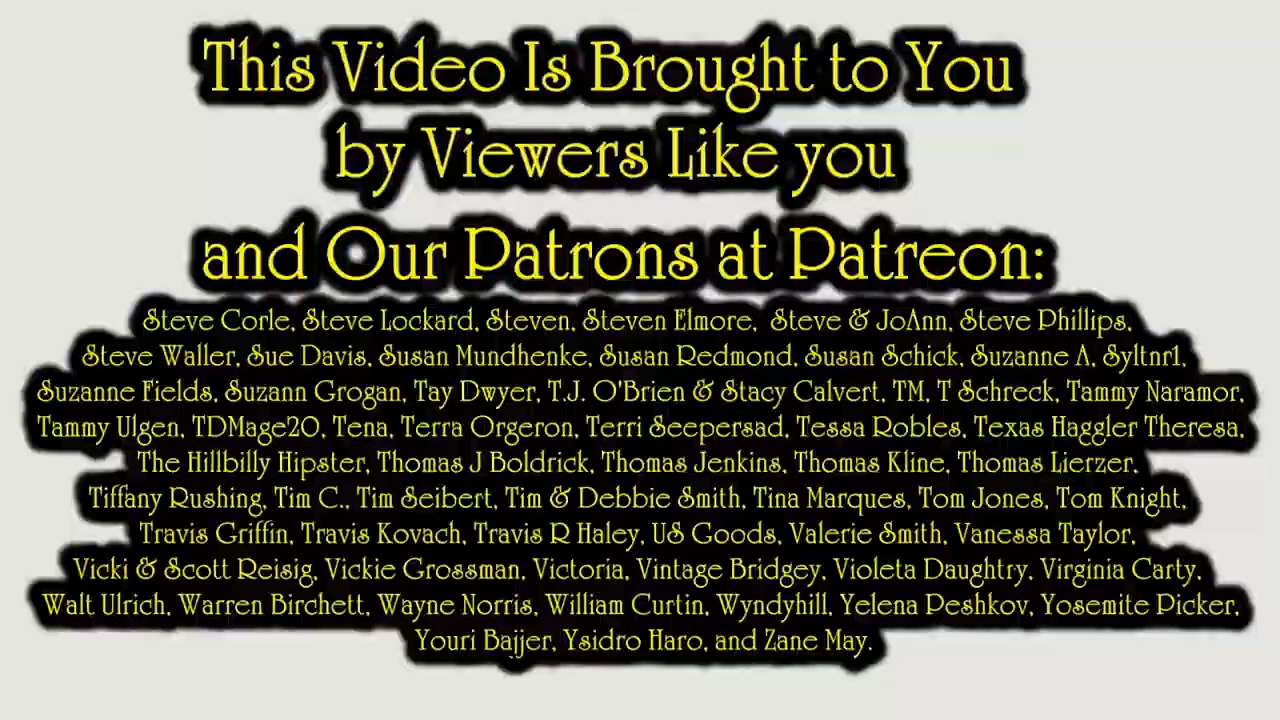 This Video Is Brought to You
by Viewers Like you
and Our Patrons at Patreon:
Steve Corle, Steve Lockard, Steven, Steven Elmore, Steve & JoAnn, Steve Phillips,
Steve Waller, Sue Davis, Susan Mundhenke, Susan Redmond, Susan Schick, Suzanne A, Syltnr1,
Suzanne Fields, Suzann Grogan, Tay Dwyer, T.J. O'Brien & Stacy Calvert, TM, T Schreck, Tammy Naramor,
Tammy Ulgen, TDMage20, Tena, Terra Orgeron, Terri Seepersad, Tessa Robles, Texas Haggler Theresa,
The Hillbilly Hipster, Thomas J Boldrick, Thomas Jenkins, Thomas Kline, Thomas Lierzer,
Tiffany Rushing, Tim C., Tim Seibert, Tim & Debbie Smith, Tina Marques, Tom Jones, Tom Knight,
Travis Griffin, Travis Kovach, Travis R Haley, US Goods, Valerie Smith, Vanessa Taylor,
Vicki & Scott Reisig, Vickie Grossman, Victoria, Vintage Bridgey, Violeta Daughtry, Virginia Carty,
Walt Ulrich, Warren Birchett, Wayne Norris, William Curtin, Wyndyhill, Yelena Peshkov, Yosemite Picker,
Youri Bajjer, Ysidro Haro, and Zane May.